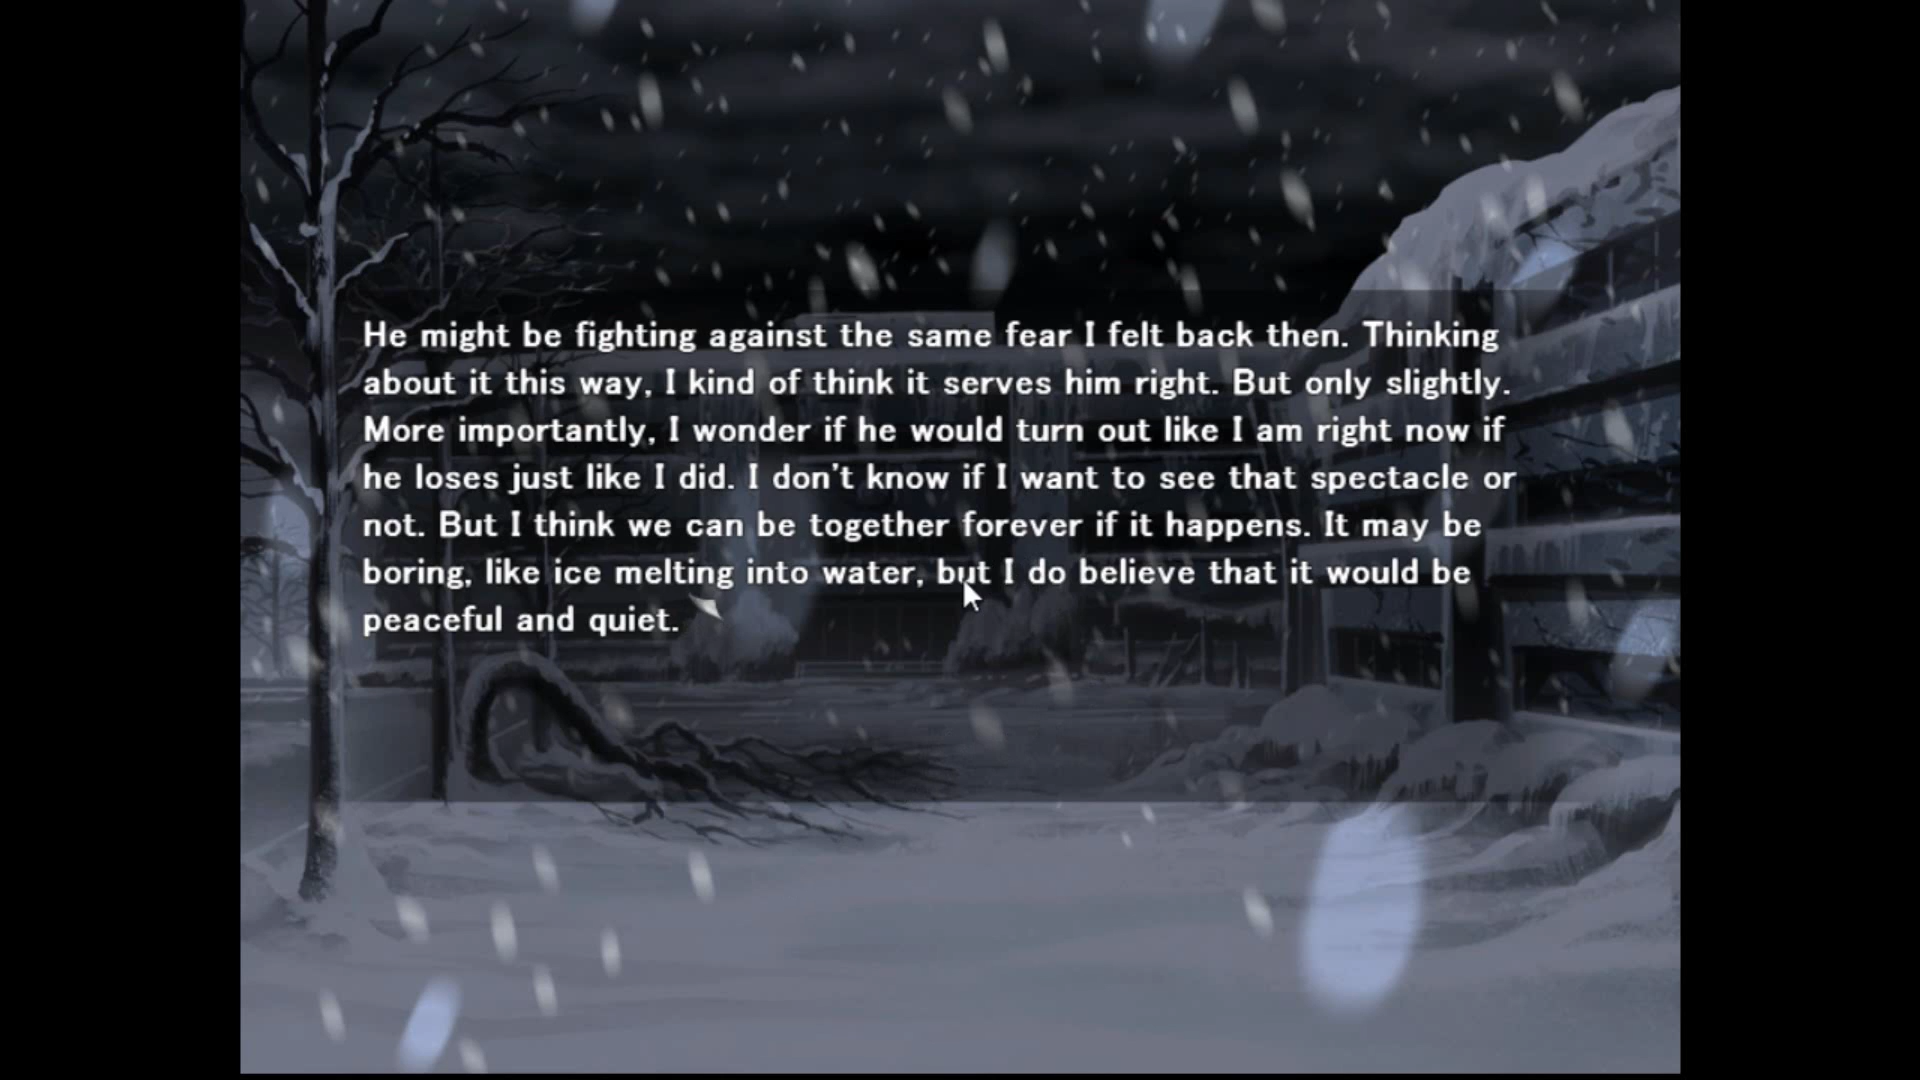 He might be fighting against the same fear I felt back then. Thinking
about it this way, I kind of think it serves him right. But only slightly.
More importantly, I wonder if he would turn out like I am right now if
he loses just like I did. I don't know if I want to see that spectacle or
not. But I think we can be together forever if it happens. It may be
boring, like ice melting into water, but I do believe that it would be
peaceful and quiet.